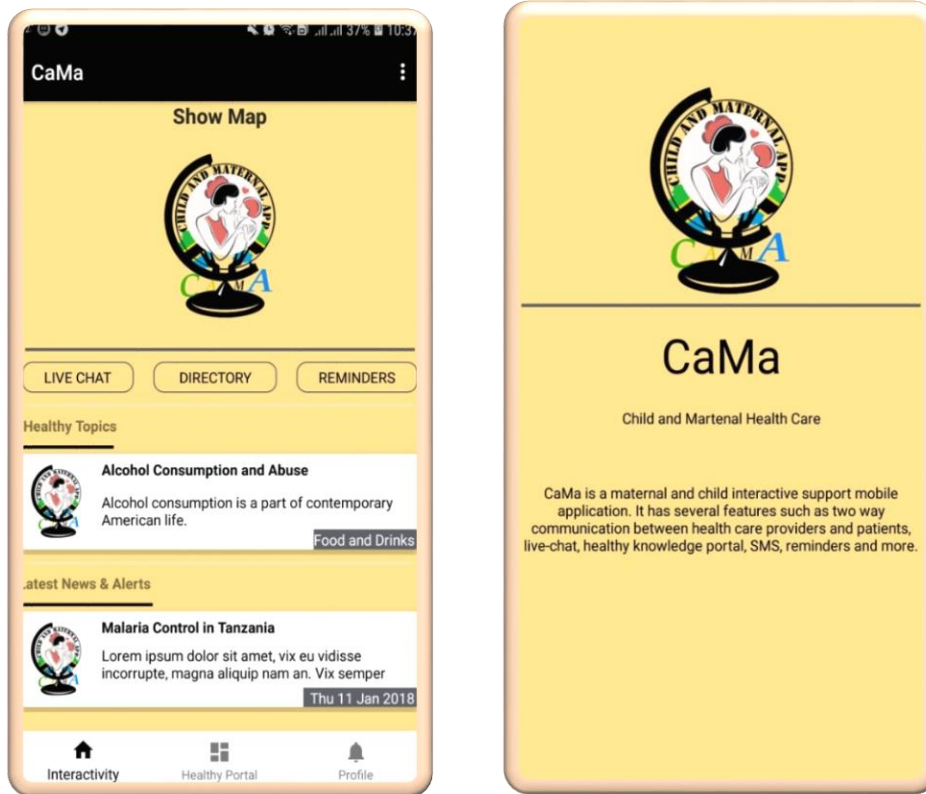 37% 10:37
CaMa
Show Map
CHILD AND MATERNAL APP
CAMA
LIVE CHAT
DIRECTORY
REMINDERS
Healthy Topics
Alcohol Consumption and Abuse
Alcohol consumption is a part of contemporary
American life.
Food and Drinks
atest News & Alerts
Malaria Control in Tanzania
Lorem ipsum dolor sit amet, vix eu vidisse
incorrupte, magna aliquip nam an. Vix semper
Thu 11 Jan 2018
Interactivity
Healthy Portal
Profile
CHILD AND MATERNAL APP
CAMA
CaMa
Child and Martenal Health Care
CaMa is a maternal and child interactive support mobile
application. It has several features such as two way
communication between health care providers and patients,
live-chat, healthy knowledge portal, SMS, reminders and more.